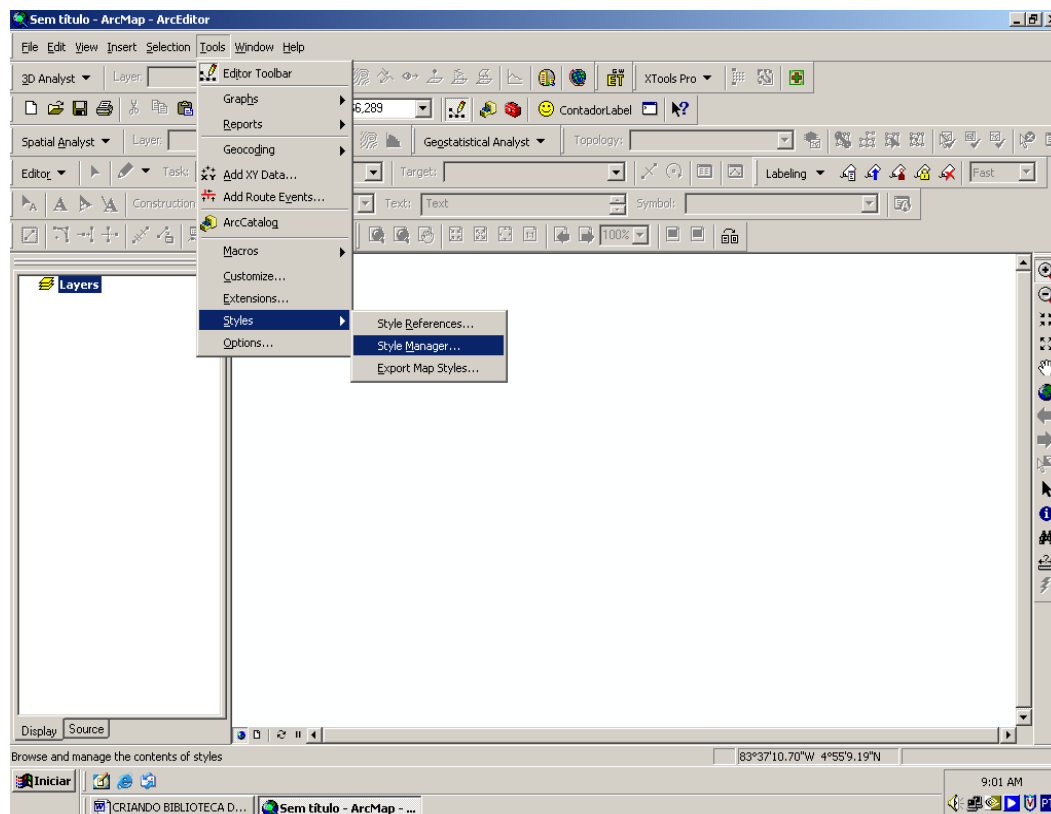 Sem título - ArcMap - ArcEditor
File Edit View Insert Selection Tools Window Help
3D Analyst Layer: XTools Pro
6,289 ContadorLabel
Spatial Analyst Layer: Geostatistical Analyst Topology:
Editor Task: Target: Labeling Fast
Construction Text: Text Symbol:
100%
Editor Toolbar
Graphs
Reports
Geocoding
Add XY Data...
Add Route Events...
ArcCatalog
Macros
Customize...
Extensions...
Styles
Options...
Style References...
Style Manager...
Export Map Styles...
Layers
Display Source
Browse and manage the contents of styles 83°37'10.70"W 4°55'9.19"N
Iniciar 9:01 AM
CRIANDO BIBLIOTECA D... Sem título - ArcMap - ... PT